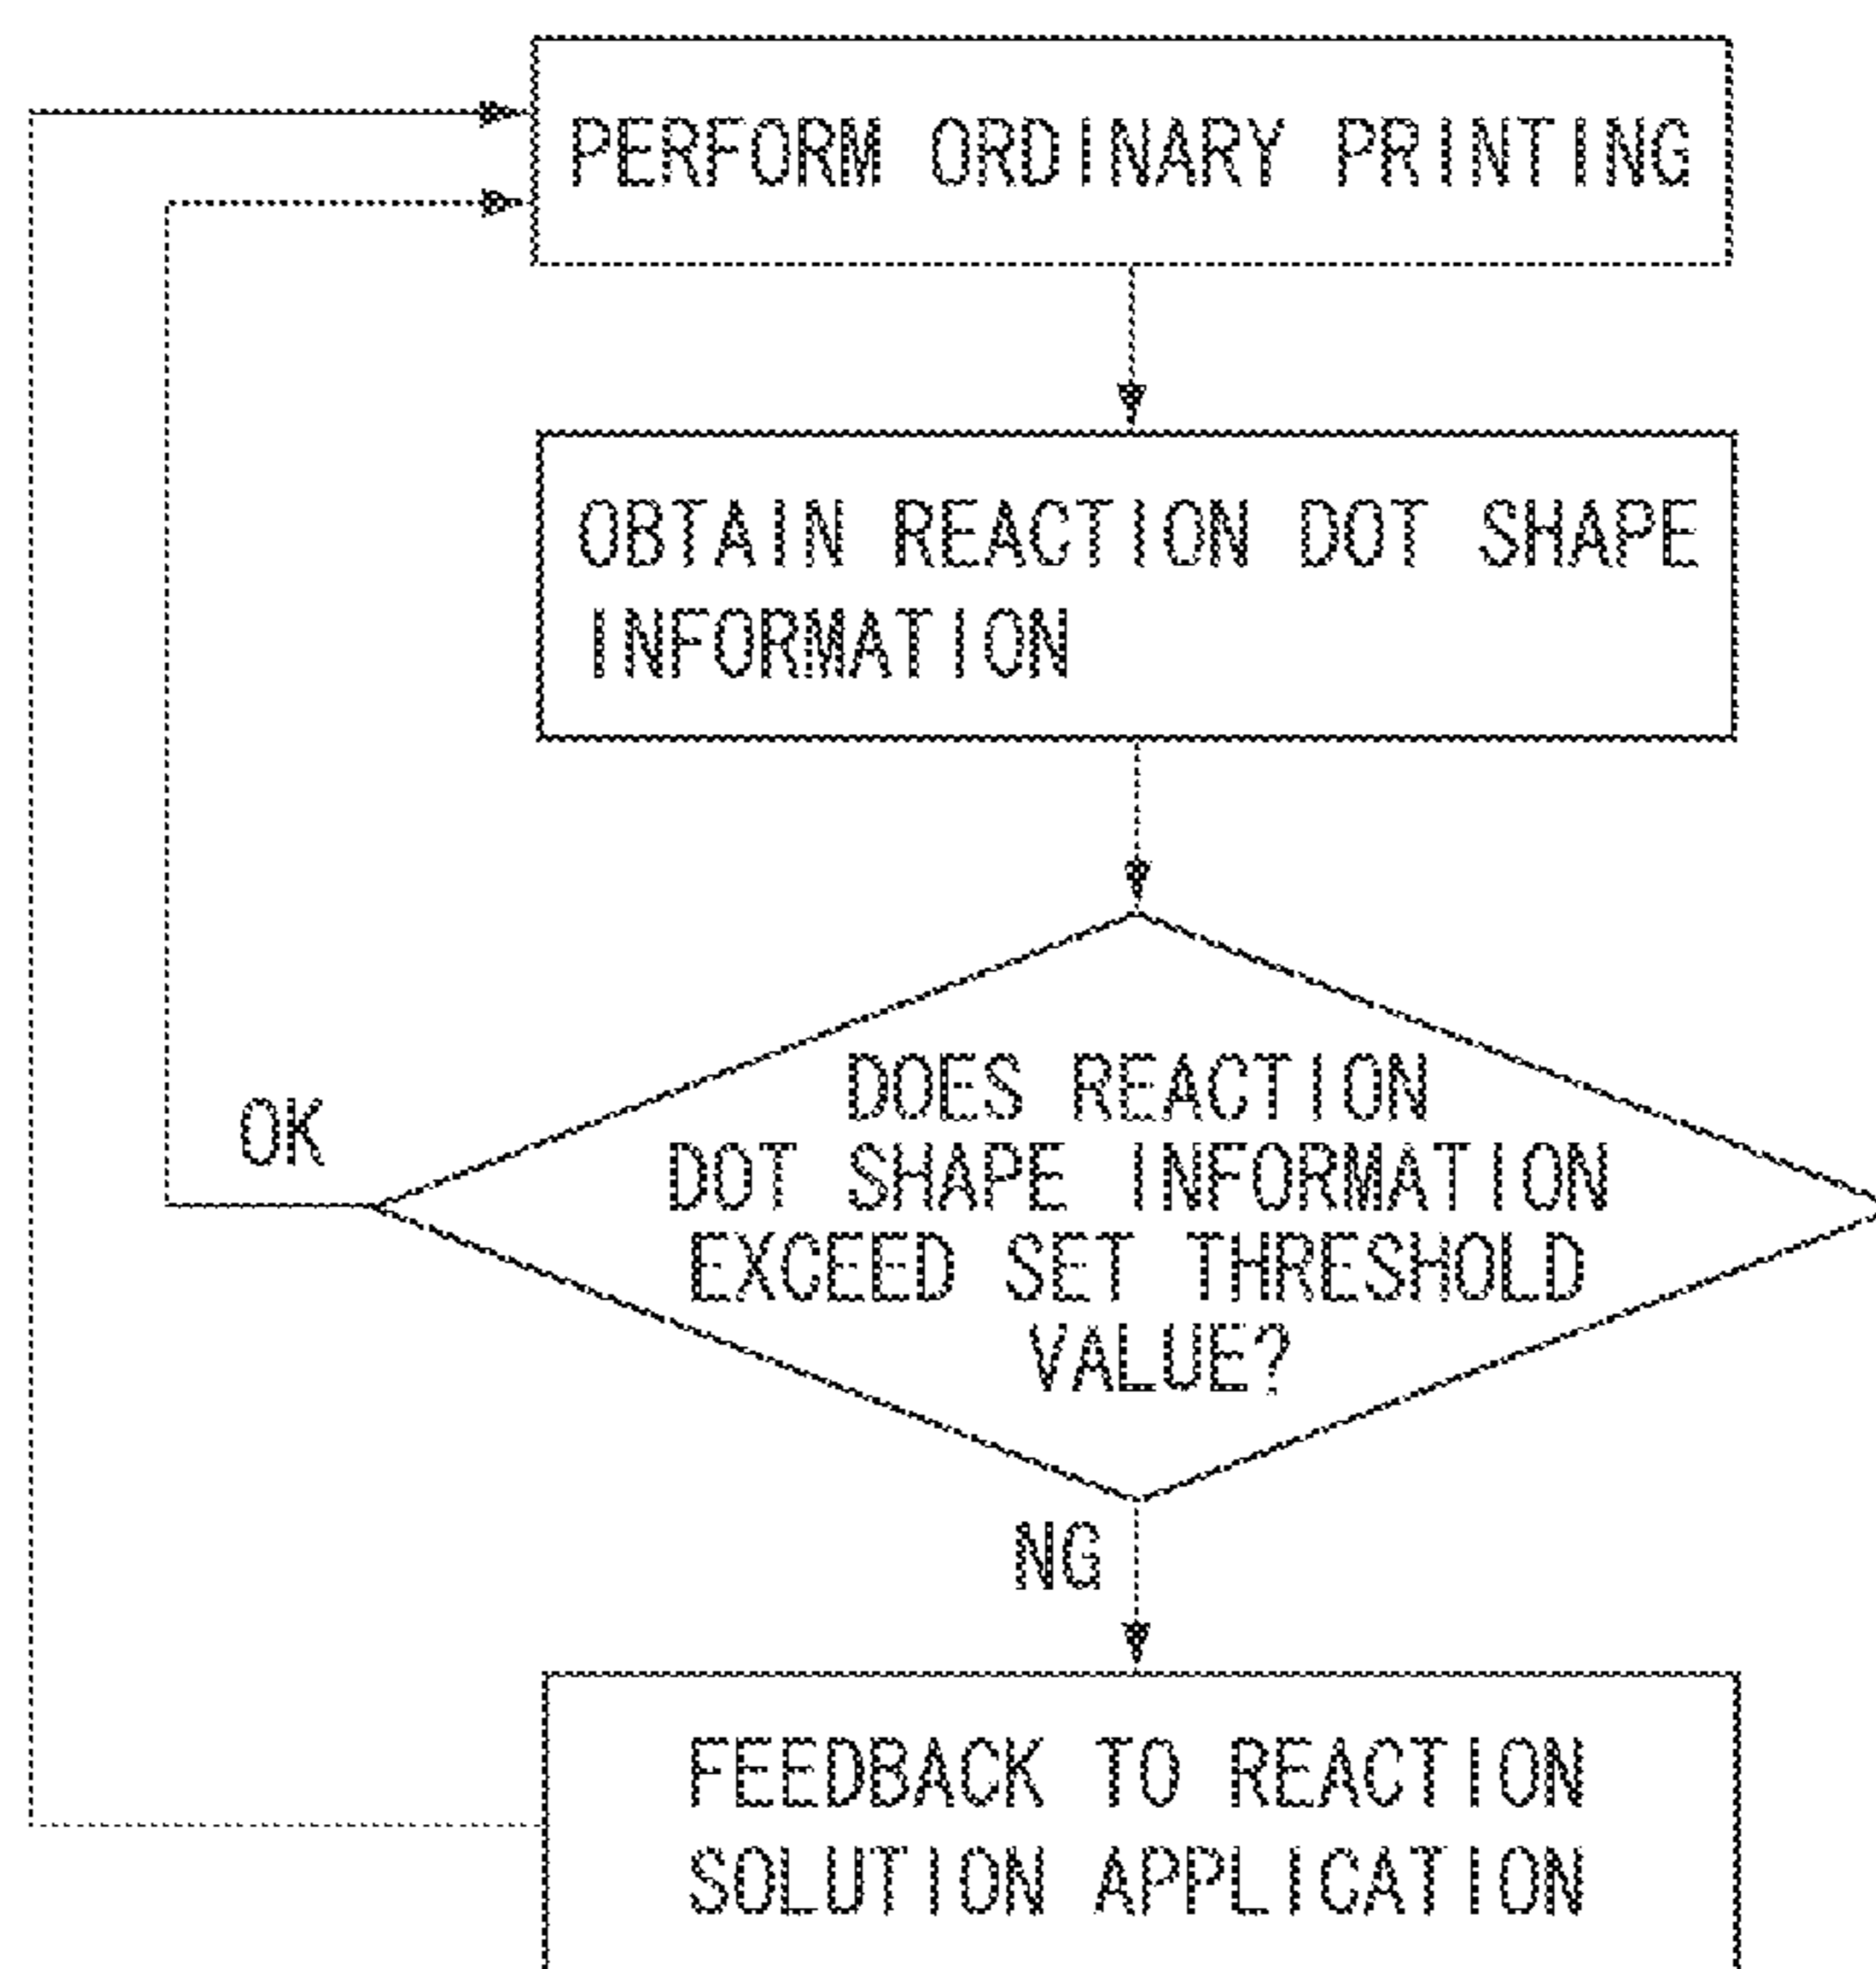 PERFORM ORDINARY PRINTING
OBTAIN REACTION DOT SHAPE
INFORMATION
DOES REACTION
DOT SHAPE INFORMATION
EXCEED SET THRESHOLD
VALUE?
OK
NG
FEEDBACK TO REACTION
SOLUTION APPLICATION